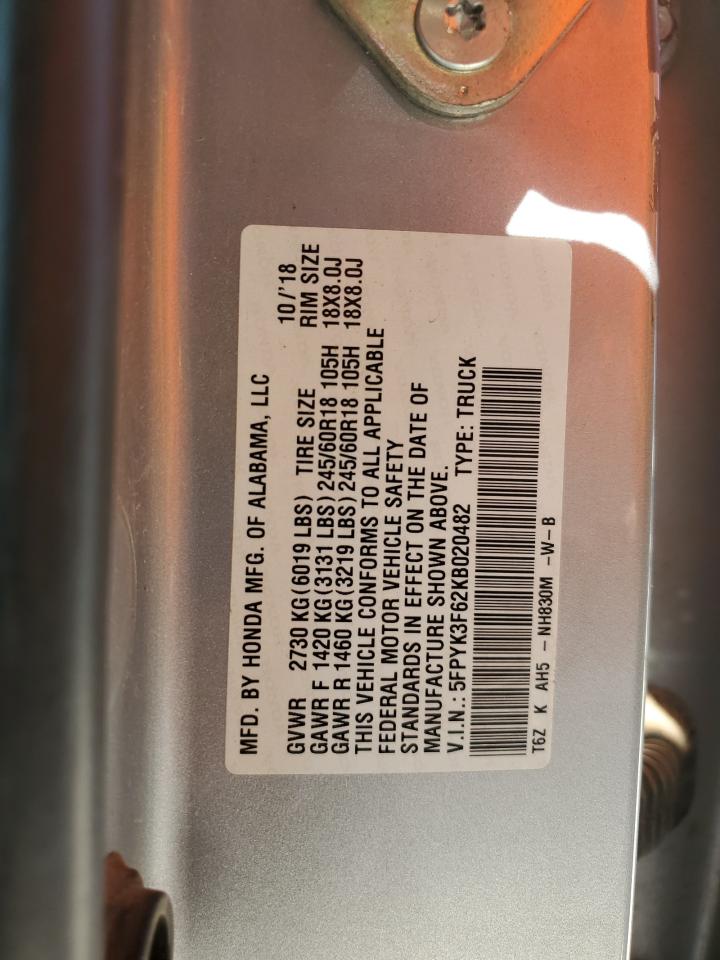 MFD. BY HONDA MFG. OF ALABAMA, LLC
10/'18
GVWR 2730 KG(6019 LBS) TIRE SIZE RIM SIZE
GAWR F 1420 KG(3131 LBS)245/60R18 105H 18X8.0J
GAWR R 1460 KG(3219 LBS)245/60R18 105H 18X8.0J
THIS VEHICLE CONFORMS TO ALL APPLICABLE
FEDERAL MOTOR VEHICLE SAFETY
STANDARDS IN EFFECT ON THE DATE OF
MANUFACTURE SHOWN ABOVE.
V.I.N.: 5FPYK3F62KB020482 TYPE: TRUCK
T6Z K AH5 - NH830M -W-B